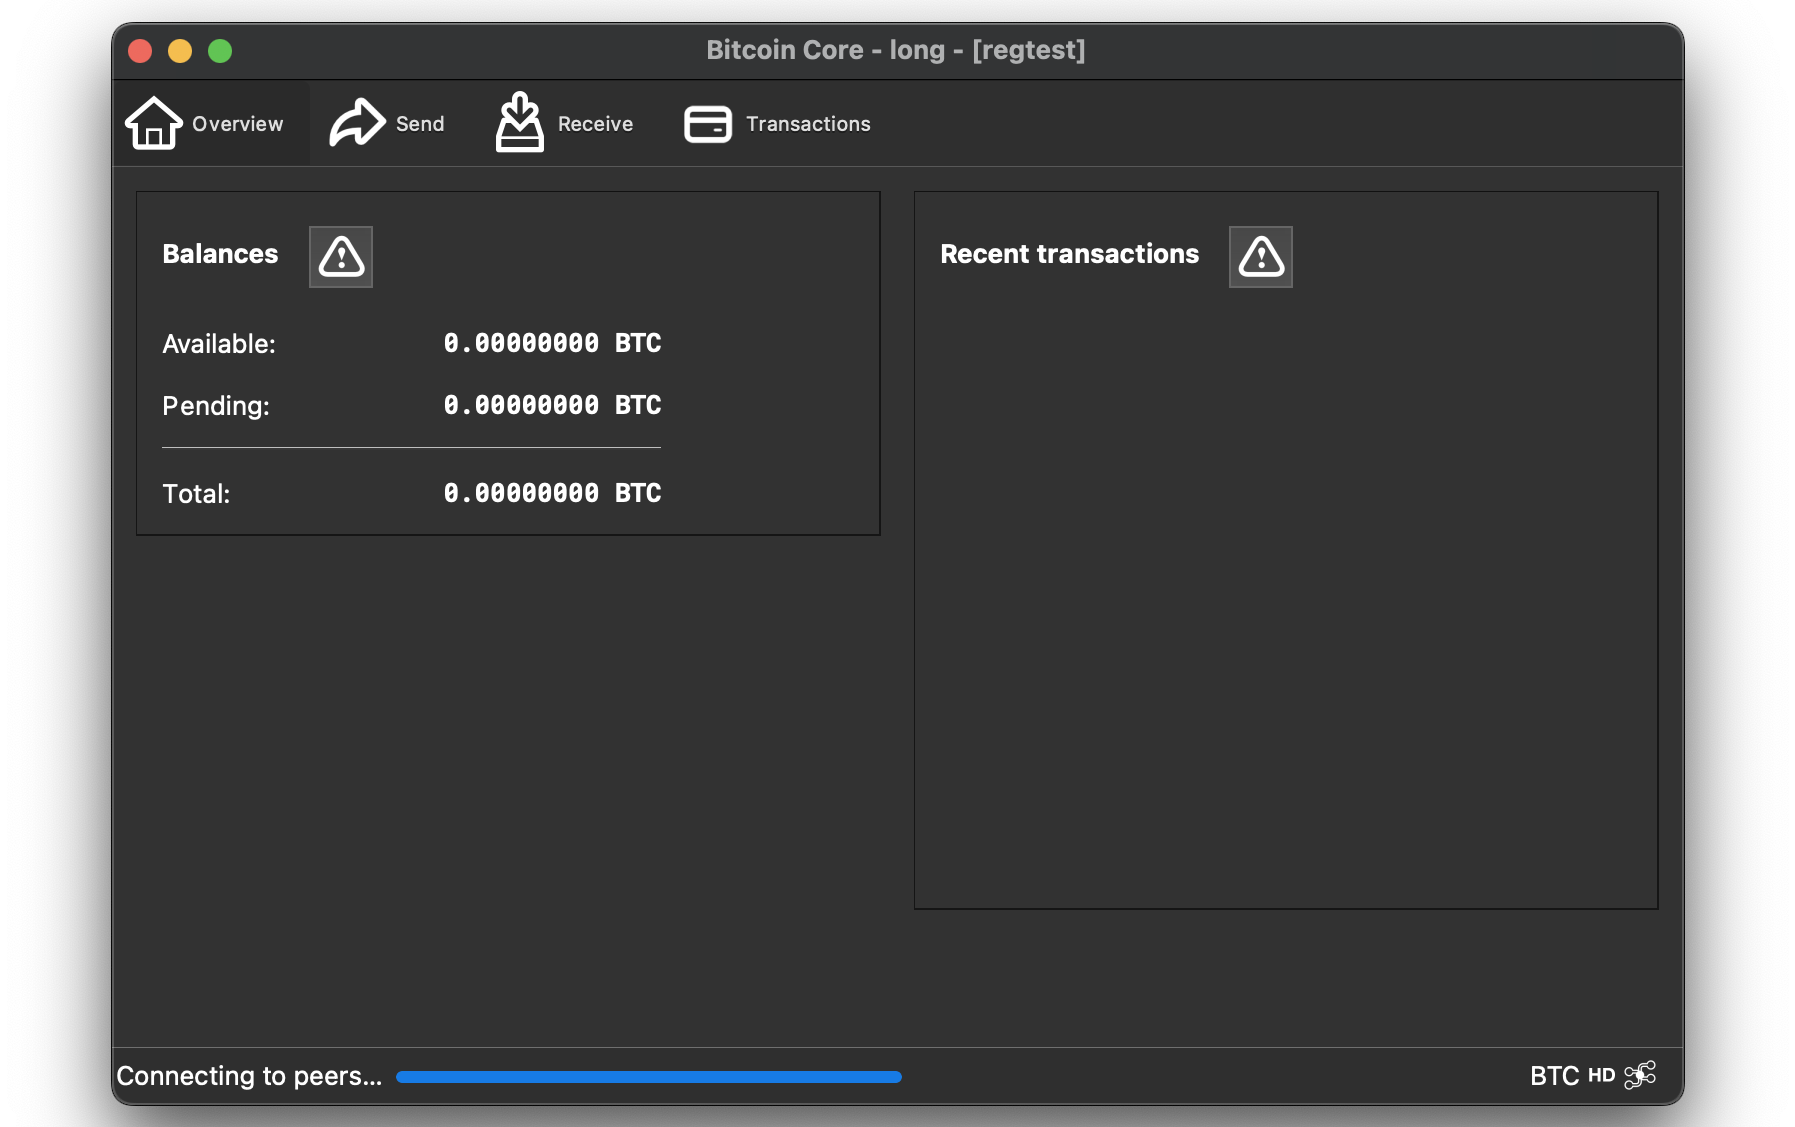 Bitcoin Core - long - [regtest]
Overview Send Receive Transactions
Balances
Available: 0.00000000 BTC
Pending: 0.00000000 BTC
Total: 0.00000000 BTC
Recent transactions
Connecting to peers... BTC HD